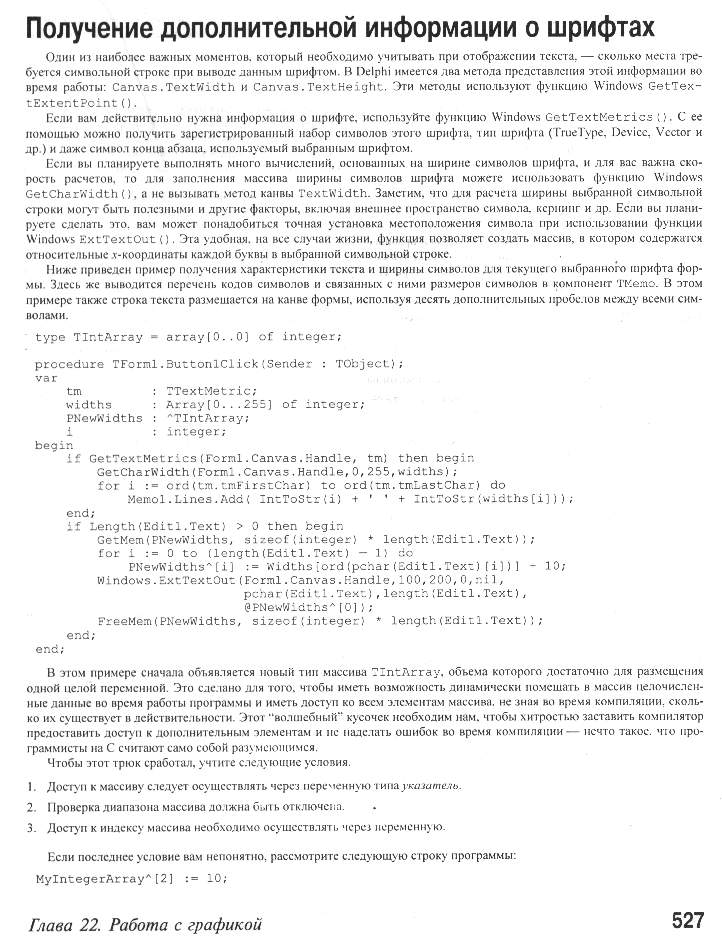 Получение дополнительной информации о шрифтах
Один из наиболее важных моментов, который необходимо учитывать при отображении текста, — сколько места тре-
буется символьной строке при выводе данным шрифтом. В Delphi имеется два метода представления этой информации во
время работы: Canvas.TextWidth и Canvas.TextHeight. Эти методы используют функцию Windows GetTex-
tExtentPoint().
Если вам действительно нужна информация о шрифте, используйте функцию Windows GetTextMetrics(). С ее
помощью можно получить зарегистрированный набор символов этого шрифта, тип шрифта (TrueType, Device, Vector и
др.) и даже символ конца абзаца, используемый выбранным шрифтом.
Если вы планируете выполнять много вычислений, основанных на ширине символов шрифта, и для вас важна ско-
рость расчетов, то для заполнения массива ширины символов шрифта можете использовать функцию Windows
GetCharWidth(), а не вызывать метод канвы TextWidth. Заметим, что для расчета ширины выбранной символьной
строки могут быть полезными и другие факторы, включая внешнее пространство символа, кернинг и др. Если вы плани-
руете сделать это, вам может понадобиться точная установка местоположения символа при использовании функции
Windows ExtTextOut(). Эта удобная, на все случаи жизни, функция позволяет создать массив, в котором содержатся
относительные x-координаты каждой буквы в выбранной символьной строке.
Ниже приведен пример получения характеристики текста и ширины символов для текущего выбранного шрифта фор-
мы. Здесь же выводится перечень кодов символов и связанных с ними размеров символов в компонент TMemo. В этом
примере также строка текста размещается на канве формы, используя десять дополнительных пробелов между всеми сим-
волами.
type TIntArray = array[0..0] of integer;
procedure TForm1.Button1Click(Sender : TObject);
var
tm : TTextMetric;
widths : Array[0...255] of integer;
PNewWidths : ^TIntArray;
i : integer;
begin
if GetTextMetrics(Form1.Canvas.Handle, tm) then begin
GetCharWidth(Form1.Canvas.Handle,0,255,widths);
for i := ord(tm.tmFirstChar) to ord(tm.tmLastChar) do
Memo1.Lines.Add( IntToStr(i) + ' ' + IntToStr(widths[i]));
end;
if Length(Edit1.Text) > 0 then begin
GetMem(PNewWidths, sizeof(integer) * length(Edit1.Text));
for i := 0 to (length(Edit1.Text) - 1) do
PNewWidths^[i] := Widths[ord(pchar(Edit1.Text)[i])] - 10;
Windows.ExtTextOut(Form1.Canvas.Handle,100,200,0,nil,
pchar(Edit1.Text),length(Edit1.Text),
@PNewWidths^[0]);
FreeMem(PNewWidths, sizeof(integer) * length(Edit1.Text));
end;
end;
В этом примере сначала объявляется новый тип массива TIntArray, объема которого достаточно для размещения
одной целой переменной. Это сделано для того, чтобы иметь возможность динамически помещать в массив целочислен-
ные данные во время работы программы и иметь доступ ко всем элементам массива, не зная во время компиляции, сколь-
ко их существует в действительности. Этот “волшебный” кусочек необходим нам, чтобы хитростью заставить компилятор
предоставить доступ к дополнительным элементам и не наделать ошибок во время компиляции — нечто такое, что про-
граммисты на C считают само собой разумеющимся.
Чтобы этот трюк сработал, учтите следующие условия.
1. Доступ к массиву следует осуществлять через переменную типа указатель.
2. Проверка диапазона массива должна быть отключена.
3. Доступ к индексу массива необходимо осуществлять через переменную.
Если последнее условие вам непонятно, рассмотрите следующую строку программы:
MyIntegerArray^[2] := 10;
Глава 22. Работа с графикой 527